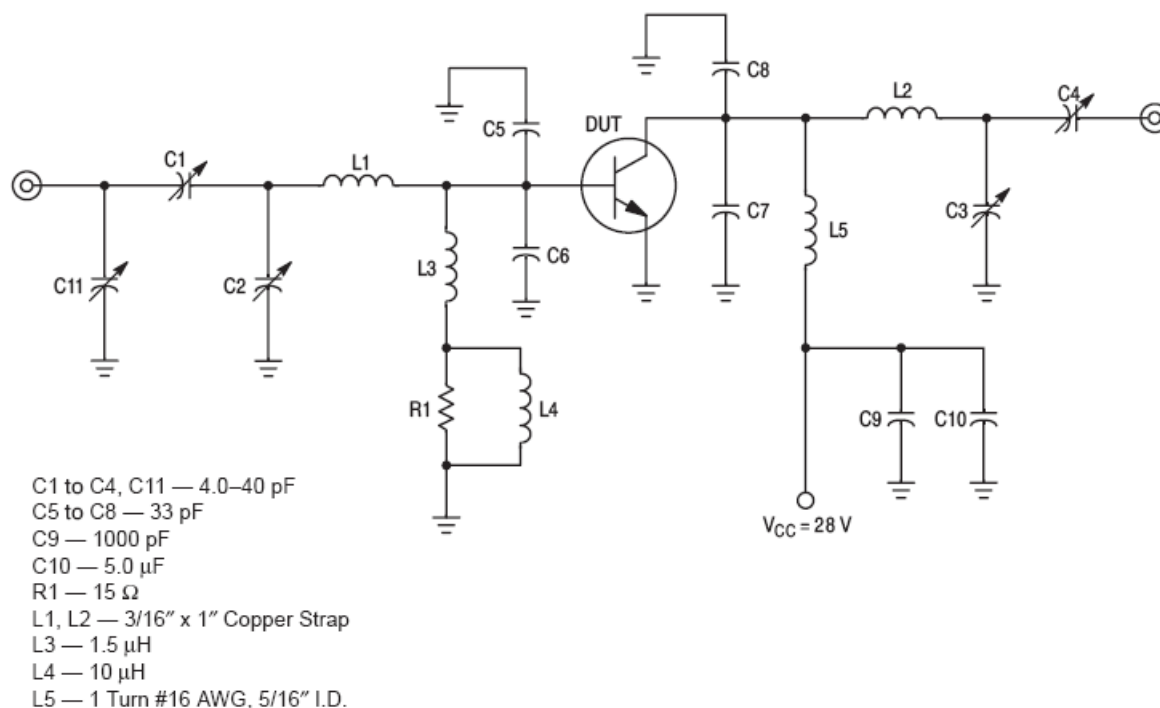 C8
L2
C4
C5
DUT
C1
L1
C7
C3
L5
L3
C6
C11
C2
R1
L4
C9
C10
VCC = 28 V
C1 to C4, C11 — 4.0–40 pF
C5 to C8 — 33 pF
C9 — 1000 pF
C10 — 5.0 μF
R1 — 15 Ω
L1, L2 — 3/16″ x 1″ Copper Strap
L3 — 1.5 μH
L4 — 10 μH
L5 — 1 Turn #16 AWG, 5/16″ I.D.